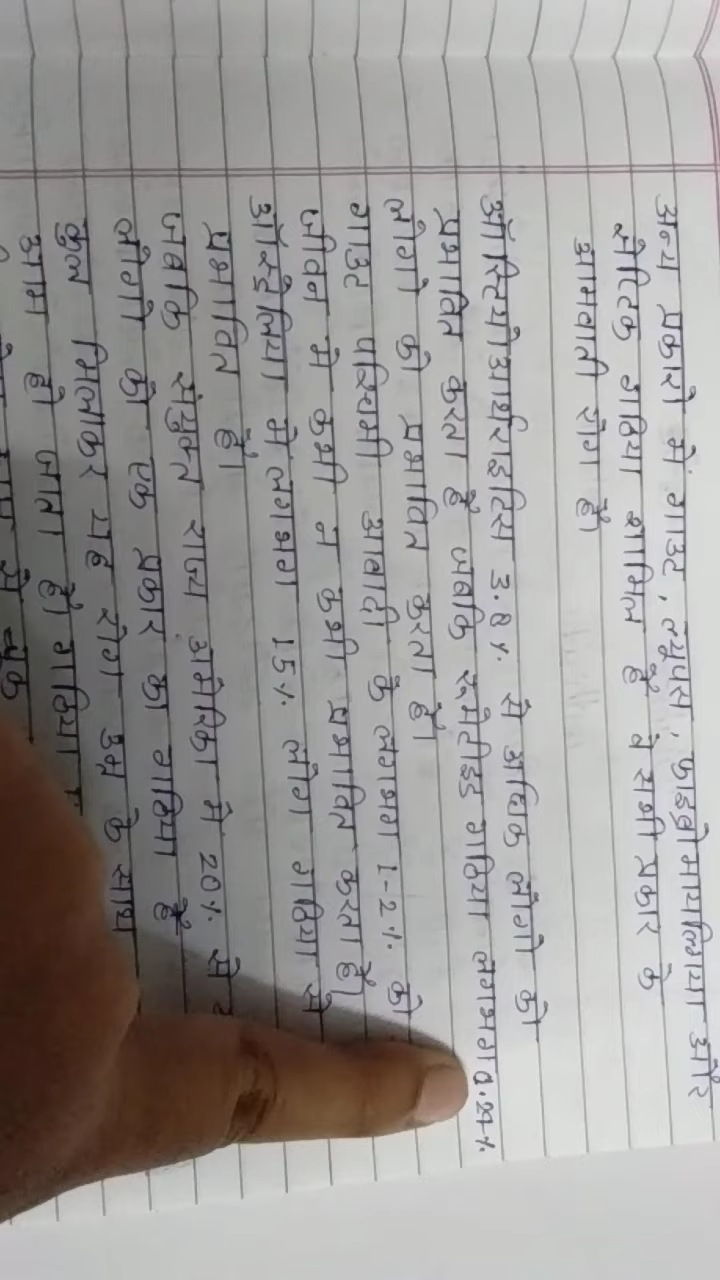 अन्य प्रकारो में गाउट, ल्यूपस, फाइब्रोमायल्गिया और
सेप्टिक गठिया शामिल है वे सभी प्रकार के
आमवाती रोग है।
ऑस्टियोआर्थराइटिस 3.8% से अधिक लोगो को
प्रभावित करता है जबकि रूमेटीइड गठिया लगभग 0.24%
लोगो को प्रभावित करता है।
गाउट पश्चिमी आबादी के लगभग 1-2% को
जीवन मे कभी न कभी प्रभावित करता है।
ऑस्ट्रेलिया मे लगभग 15% लोग गठिया से
प्रभावित है।
जबकि संयुक्त राज्य अमेरिका मे 20% से
लोगो को एक प्रकार का गठिया है
कुल मिलाकर यह रोग उम्र के साथ
आम हो जाता है। गठिया